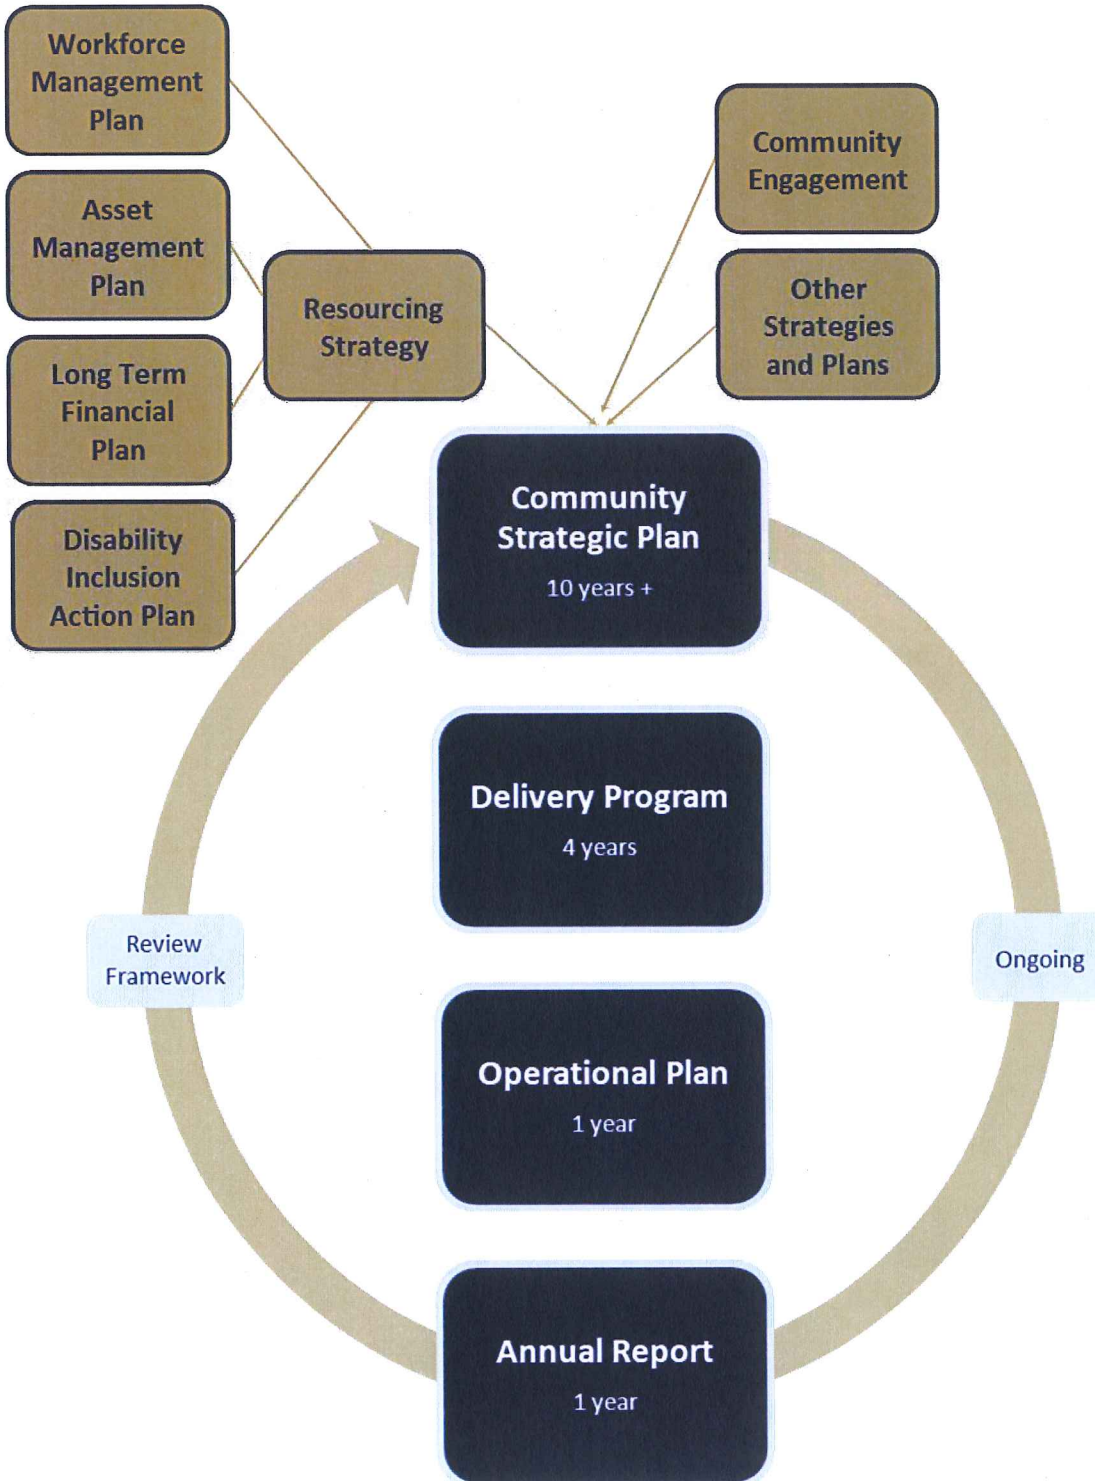 Workforce
Management
Plan
Asset
Management
Plan
Long Term
Financial
Plan
Disability
Inclusion
Action Plan
Resourcing
Strategy
Community
Engagement
Other
Strategies
and Plans
Community
Strategic Plan
10 years +
Delivery Program
4 years
Review
Framework
Ongoing
Operational Plan
1 year
Annual Report
1 year